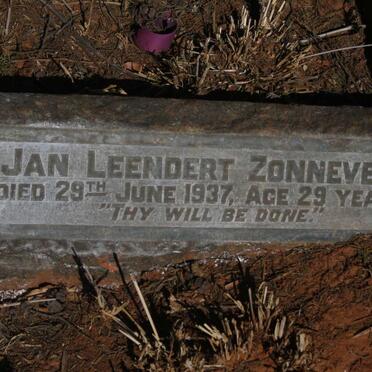 JAN LEENDERT ZONNEVE
DIED 29TH JUNE 1937, AGE 29 YEA
"THY WILL BE DONE."